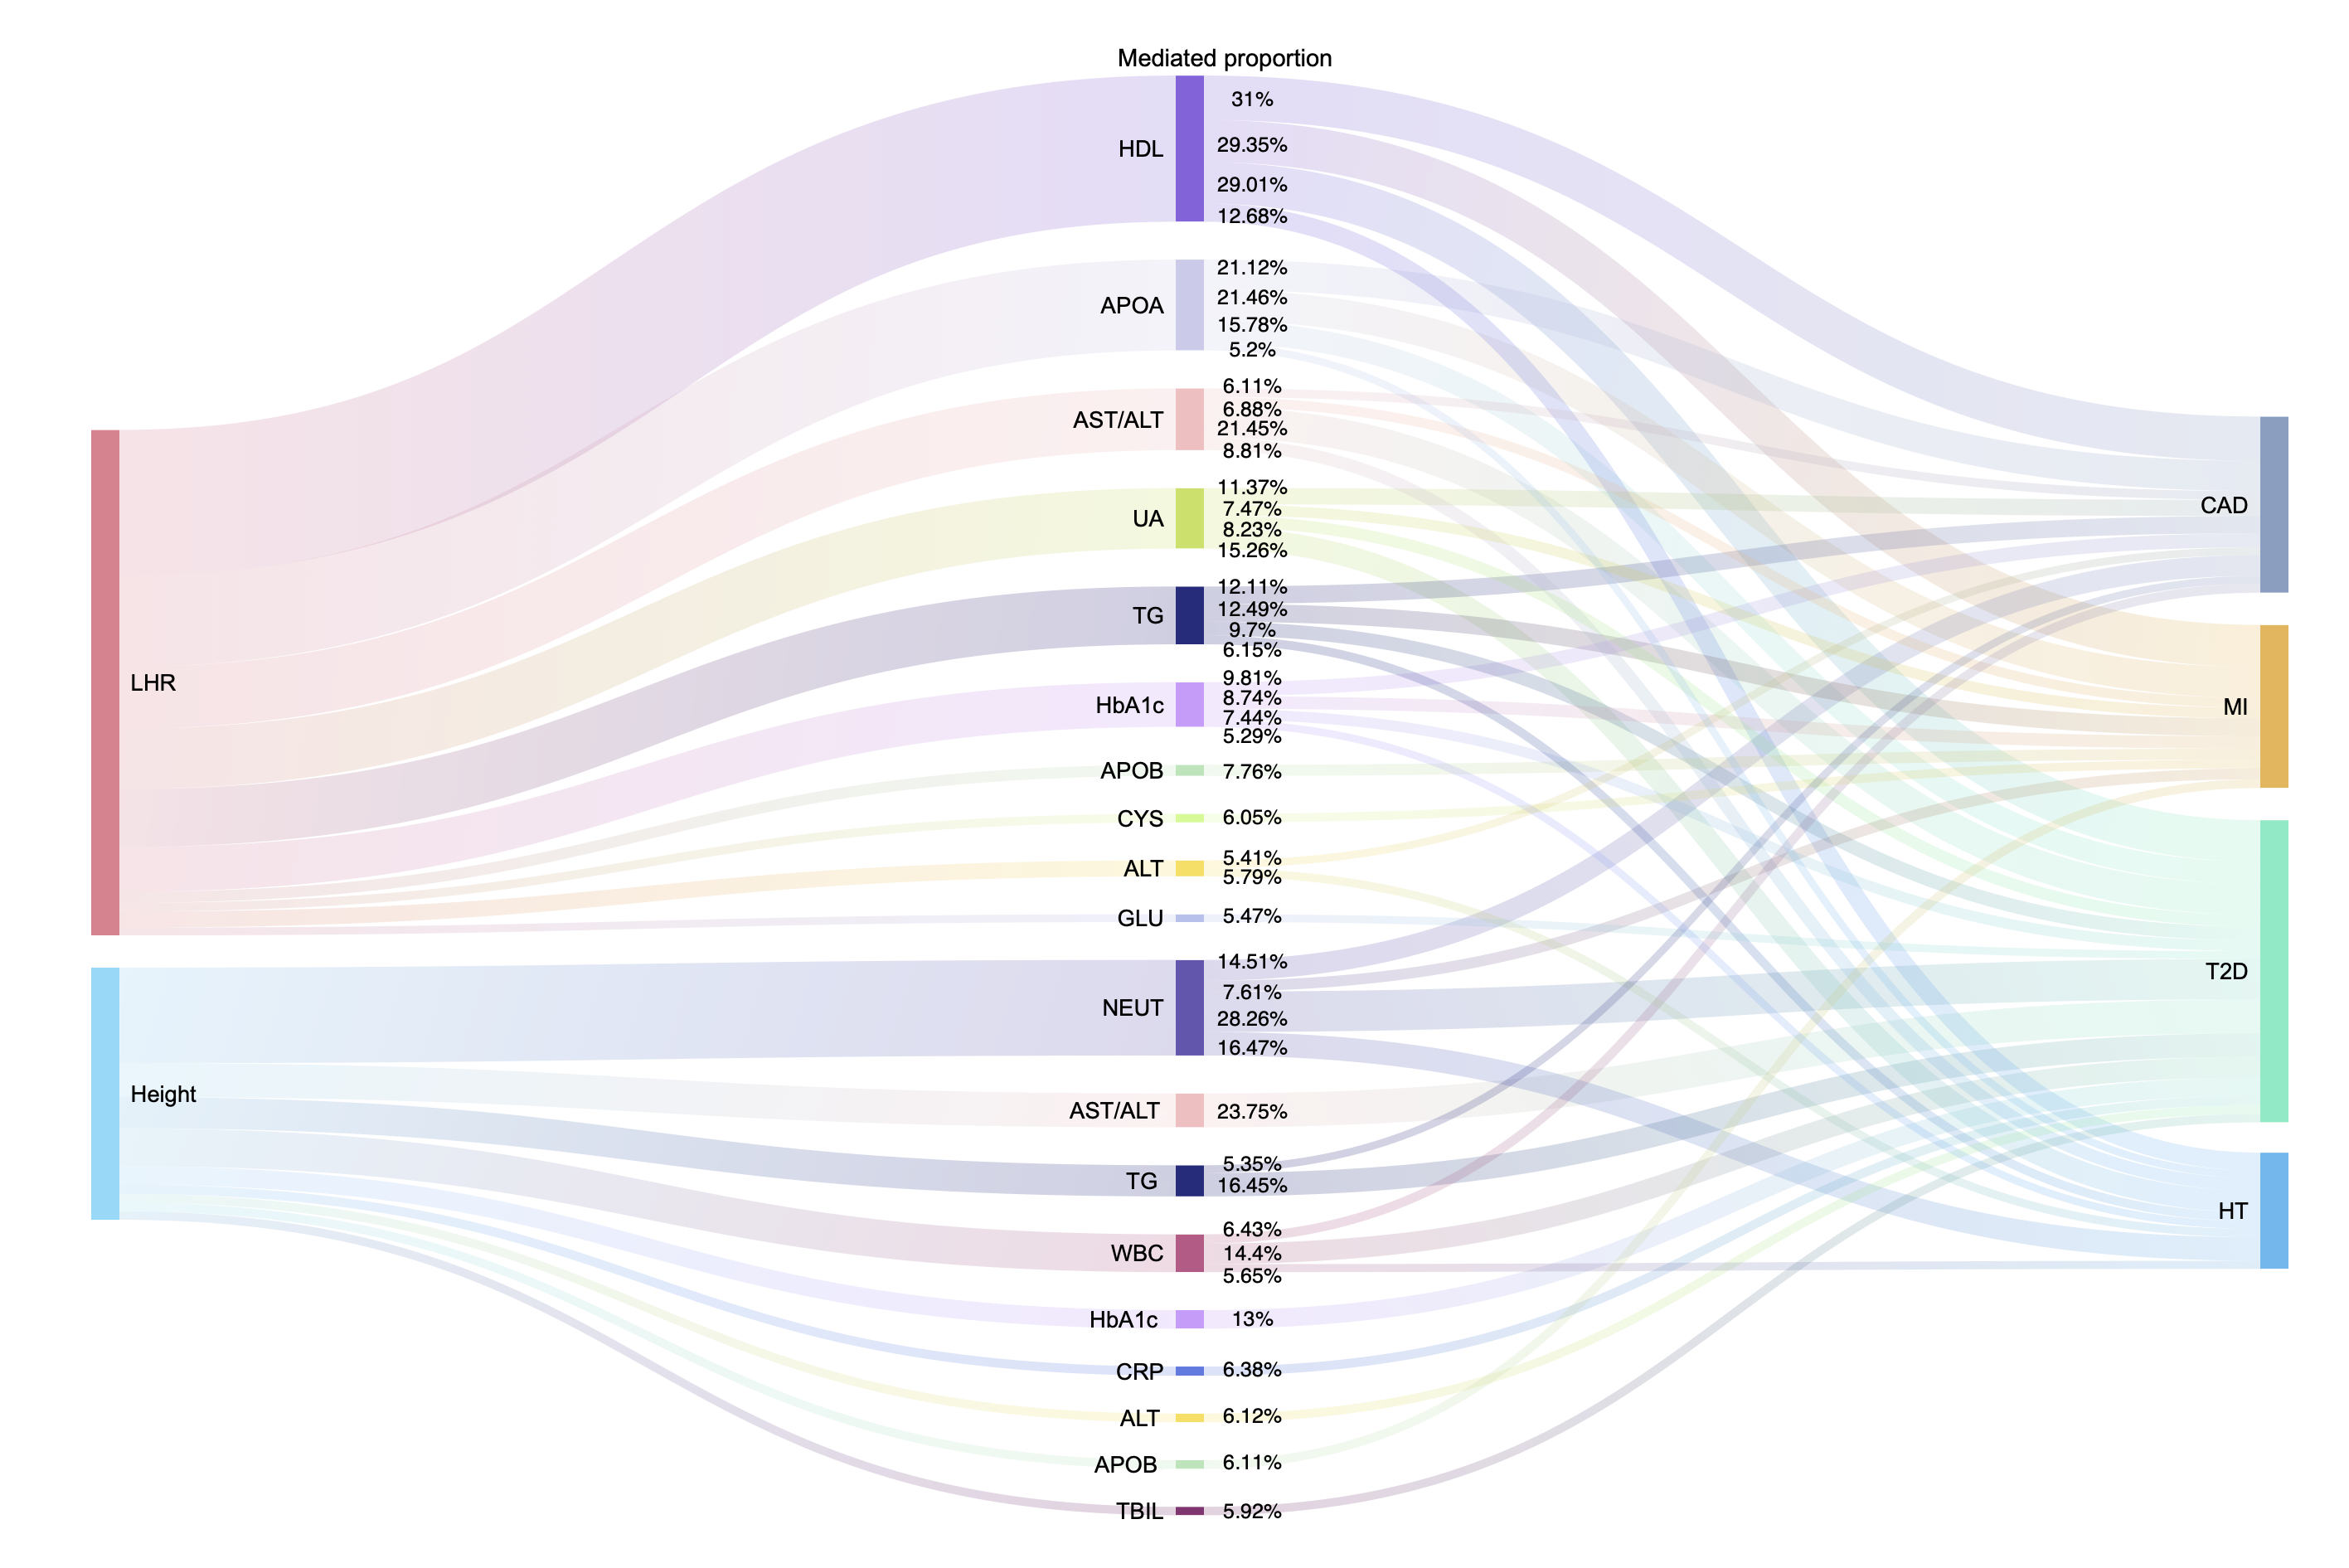 Mediated proportion
HDL
31%
29.35%
29.01%
12.68%
APOA
21.12%
21.46%
15.78%
5.2%
AST/ALT
6.11%
6.88%
21.45%
8.81%
UA
11.37%
7.47%
8.23%
15.26%
TG
12.11%
12.49%
9.7%
6.15%
HbA1c
9.81%
8.74%
7.44%
5.29%
APOB
7.76%
CYS
6.05%
ALT
5.41%
5.79%
GLU
5.47%
NEUT
14.51%
7.61%
28.26%
16.47%
AST/ALT
23.75%
TG
5.35%
16.45%
WBC
6.43%
14.4%
5.65%
HbA1c
13%
CRP
6.38%
ALT
6.12%
APOB
6.11%
TBIL
5.92%
LHR
Height
CAD
MI
T2D
HT